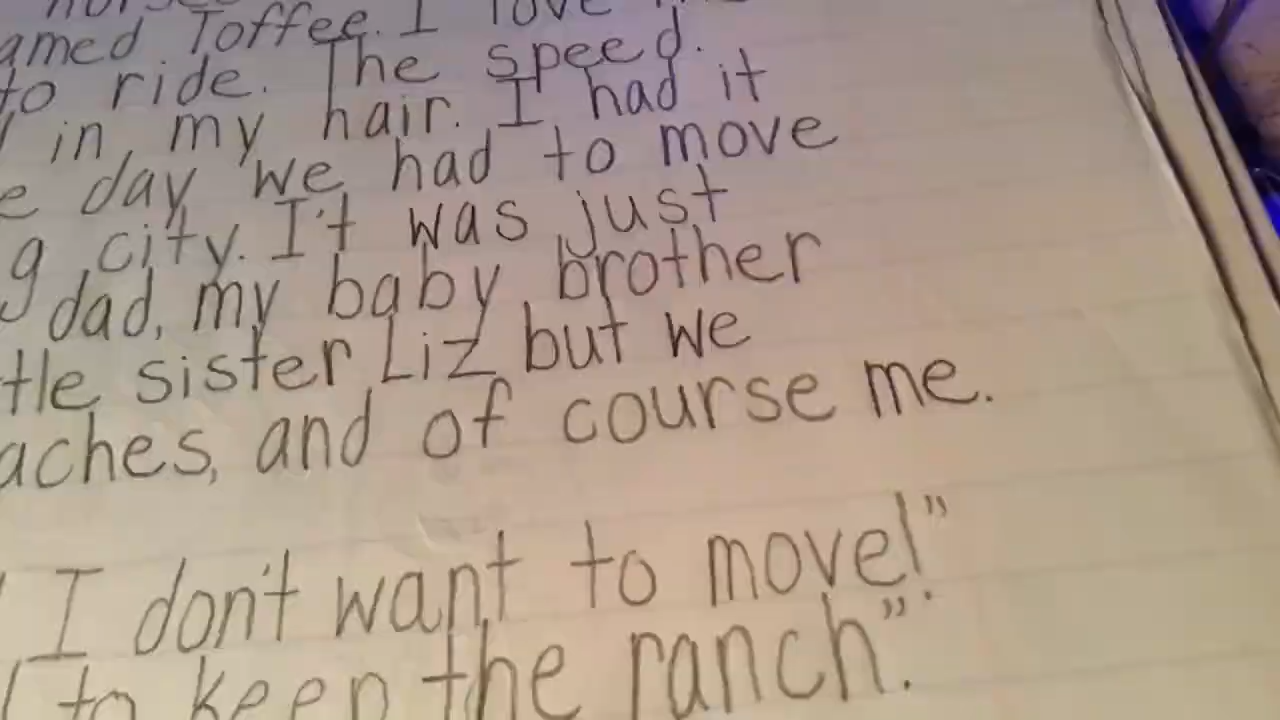 amed Toffee. I love
to ride. The speed.
in my hair. I had it
e day we had to move
g city. I't was just
dad, my baby brother
tle sister Liz but we
aches, and of course me.
I don't want to move!"
to keep the ranch".